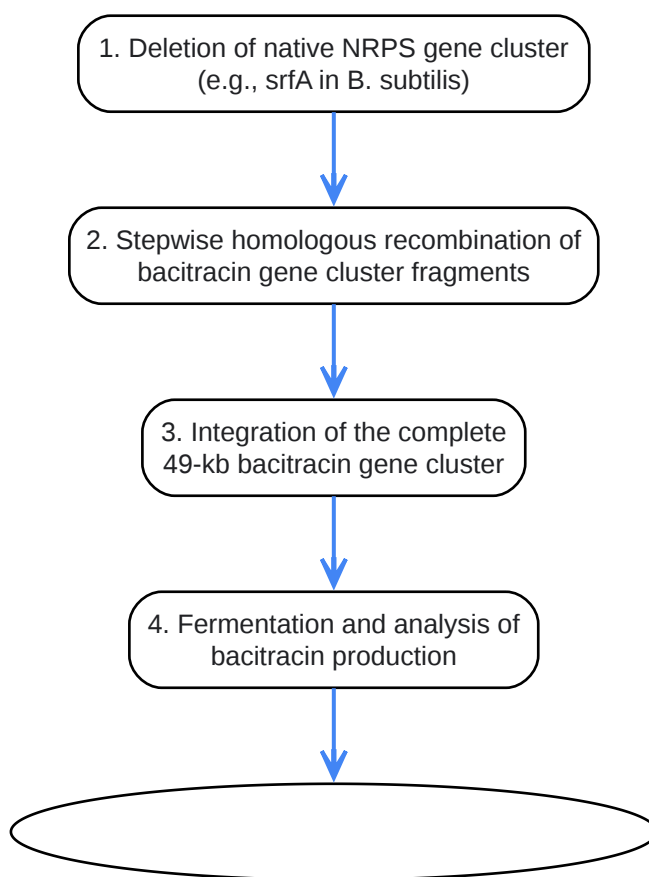 1. Deletion of native NRPS gene cluster
(e.g., srfA in B. subtilis)
2. Stepwise homologous recombination of
bacitracin gene cluster fragments
3. Integration of the complete
49-kb bacitracin gene cluster
4. Fermentation and analysis of
bacitracin production